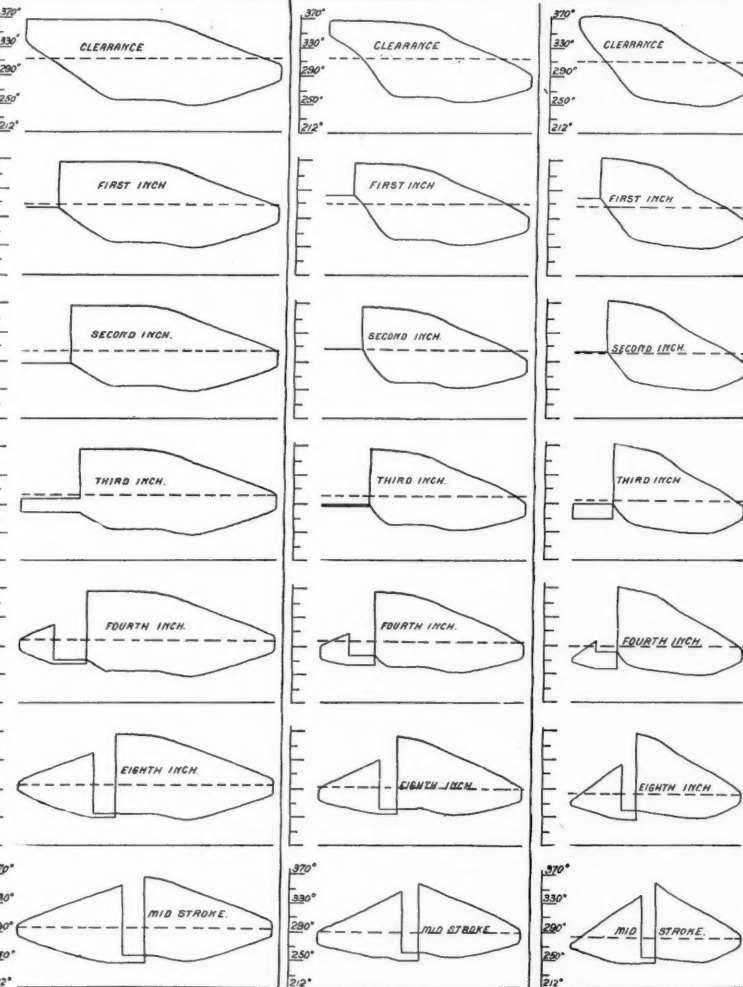 370°
330°
CLEARANCE
290°
250°
212°
370°
330°
CLEARANCE
290°
250°
212°
370°
330°
CLEARANCE
290°
250°
212°
FIRST INCH
FIRST INCH
FIRST INCH
SECOND INCH.
SECOND INCH.
SECOND INCH.
THIRD INCH.
THIRD INCH.
THIRD INCH
FOURTH INCH.
FOURTH INCH.
FOURTH INCH.
EIGHTH INCH.
EIGHTH INCH.
EIGHTH INCH
MID STROKE.
370°
330°
290°
MID STROKE
250°
212°
370°
330°
290°
MID STROKE.
250°
212°